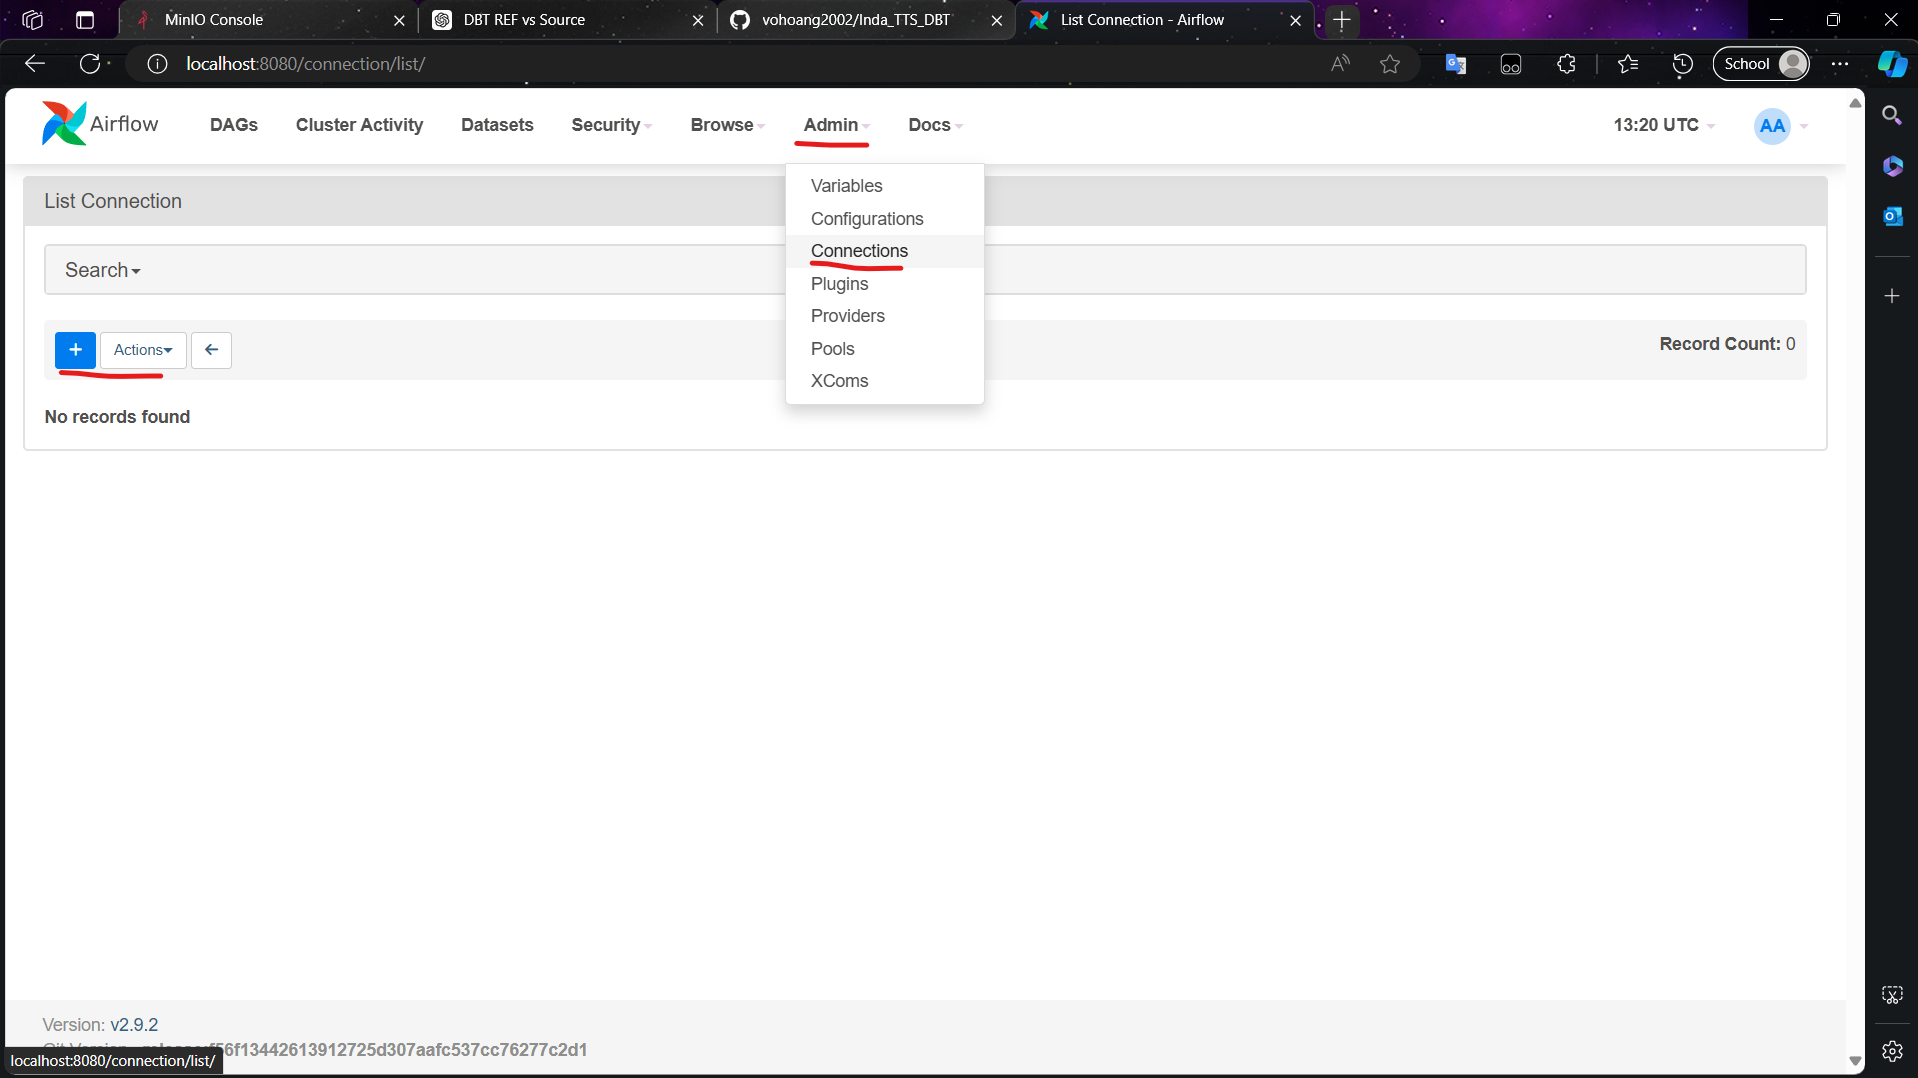 MinIO Console
DBT REF vs Source
vohoang2002/Inda_TTS_DBT
List Connection - Airflow
localhost:8080/connection/list/
School
Airflow
DAGs
Cluster Activity
Datasets
Security
Browse
Admin
Docs
13:20 UTC
AA
Variables
Configurations
Connections
Plugins
Providers
Pools
XComs
List Connection
Search
+
Actions
Record Count: 0
No records found
Version: v2.9.2
f56f13442613912725d307aafc537cc76277c2d1
localhost:8080/connection/list/